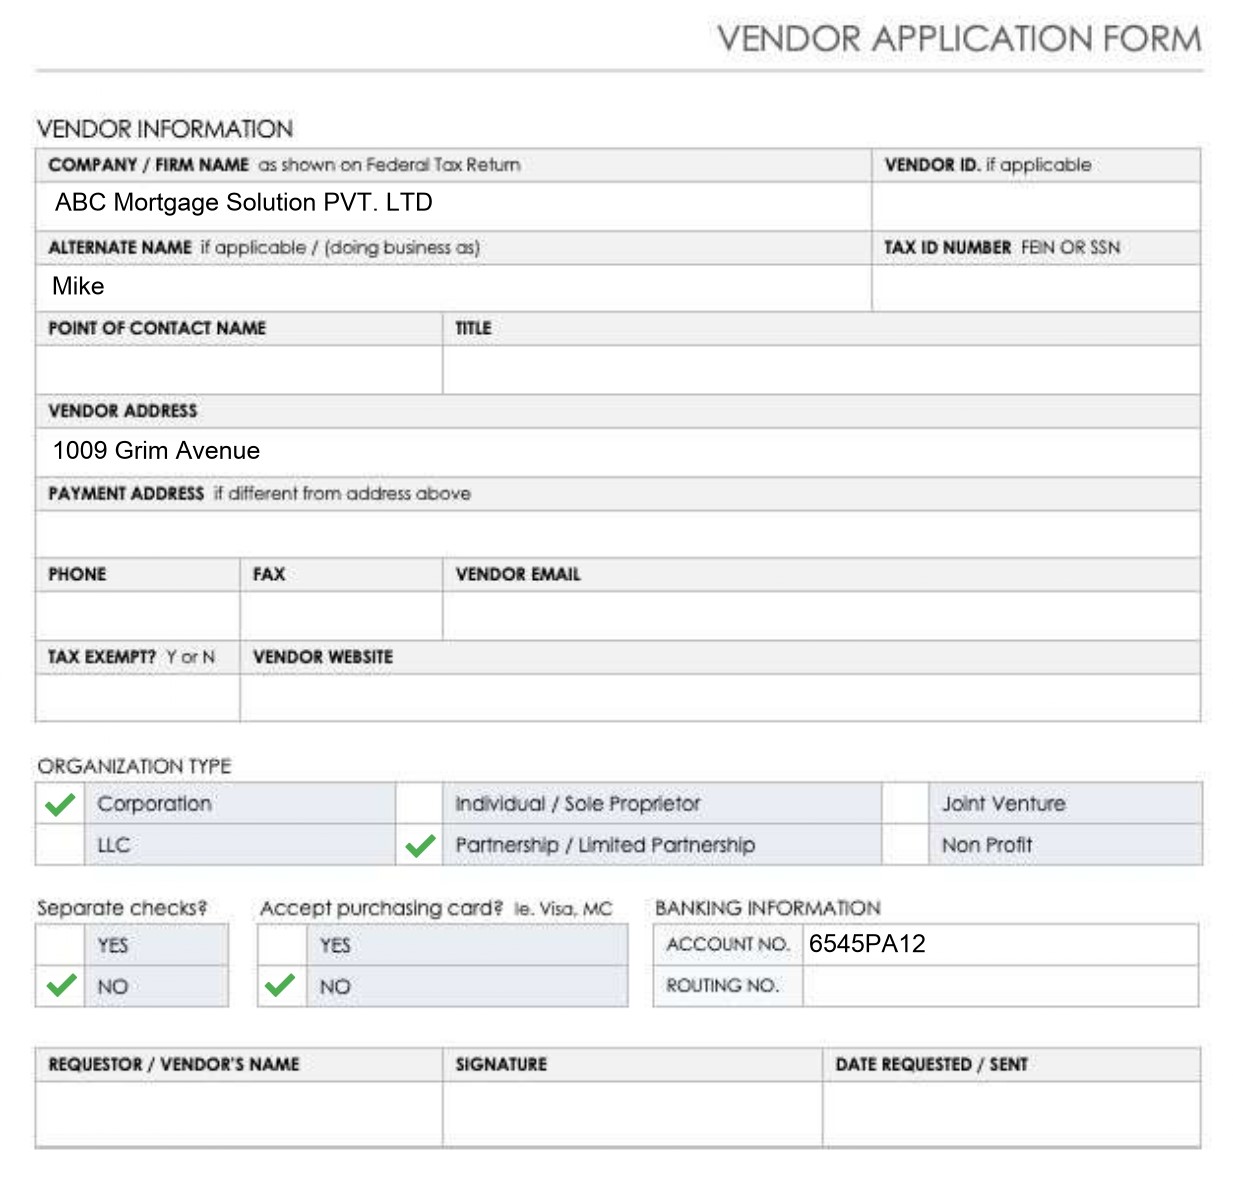 VENDOR APPLICATION FORM
VENDOR INFORMATION
COMPANY / FIRM NAME as shown on Federal Tax Return VENDOR ID. if applicable
ABC Mortgage Solution PVT. LTD
ALTERNATE NAME if applicable / (doing business as) TAX ID NUMBER FEIN OR SSN
Mike
POINT OF CONTACT NAME TITLE
VENDOR ADDRESS
1009 Grim Avenue
PAYMENT ADDRESS if different from address above
PHONE FAX VENDOR EMAIL
TAX EXEMPT? Y or N VENDOR WEBSITE
ORGANIZATION TYPE
Corporation Individual / Sole Proprietor Joint Venture
LLC Partnership / Limited Partnership Non Profit
Separate checks? Accept purchasing card? Ie. Visa, MC BANKING INFORMATION
YES YES ACCOUNT NO. 6545PA12
NO NO ROUTING NO.
REQUESTOR / VENDOR'S NAME SIGNATURE DATE REQUESTED / SENT